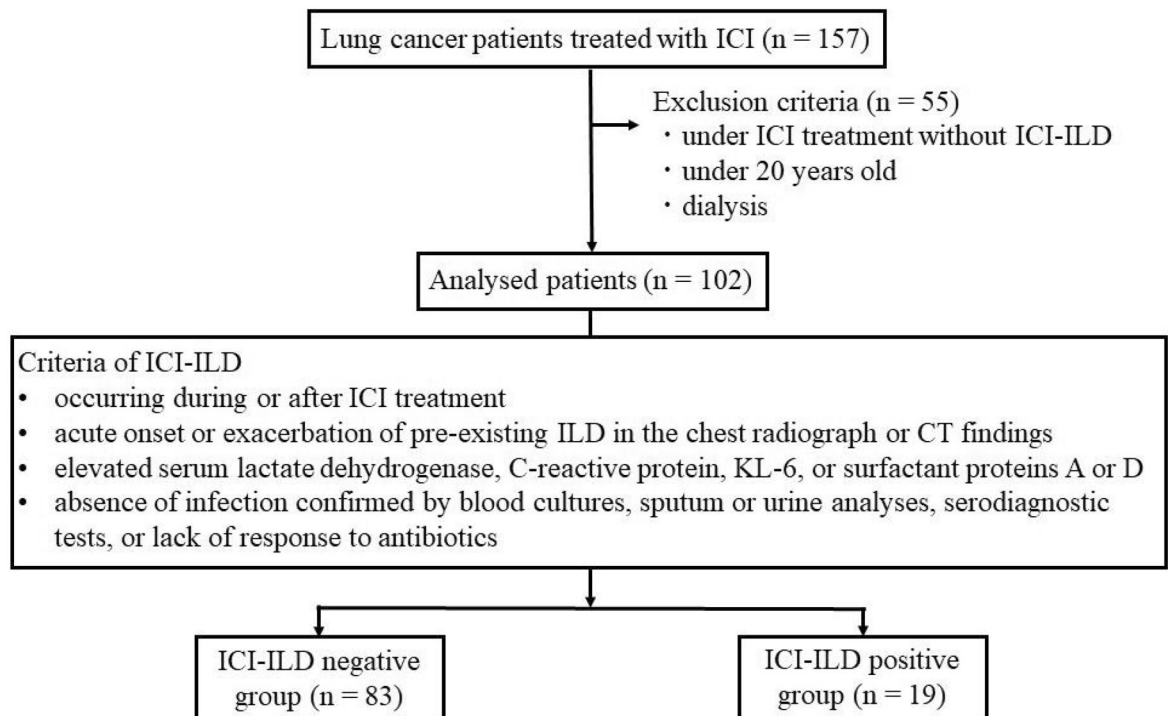 Lung cancer patients treated with ICI (n = 157)
Exclusion criteria (n = 55)
・under ICI treatment without ICI-ILD
・under 20 years old
・dialysis
Analysed patients (n = 102)
Criteria of ICI-ILD
• occurring during or after ICI treatment
• acute onset or exacerbation of pre-existing ILD in the chest radiograph or CT findings
• elevated serum lactate dehydrogenase, C-reactive protein, KL-6, or surfactant proteins A or D
• absence of infection confirmed by blood cultures, sputum or urine analyses, serodiagnostic
tests, or lack of response to antibiotics
ICI-ILD negative
group (n = 83)
ICI-ILD positive
group (n = 19)